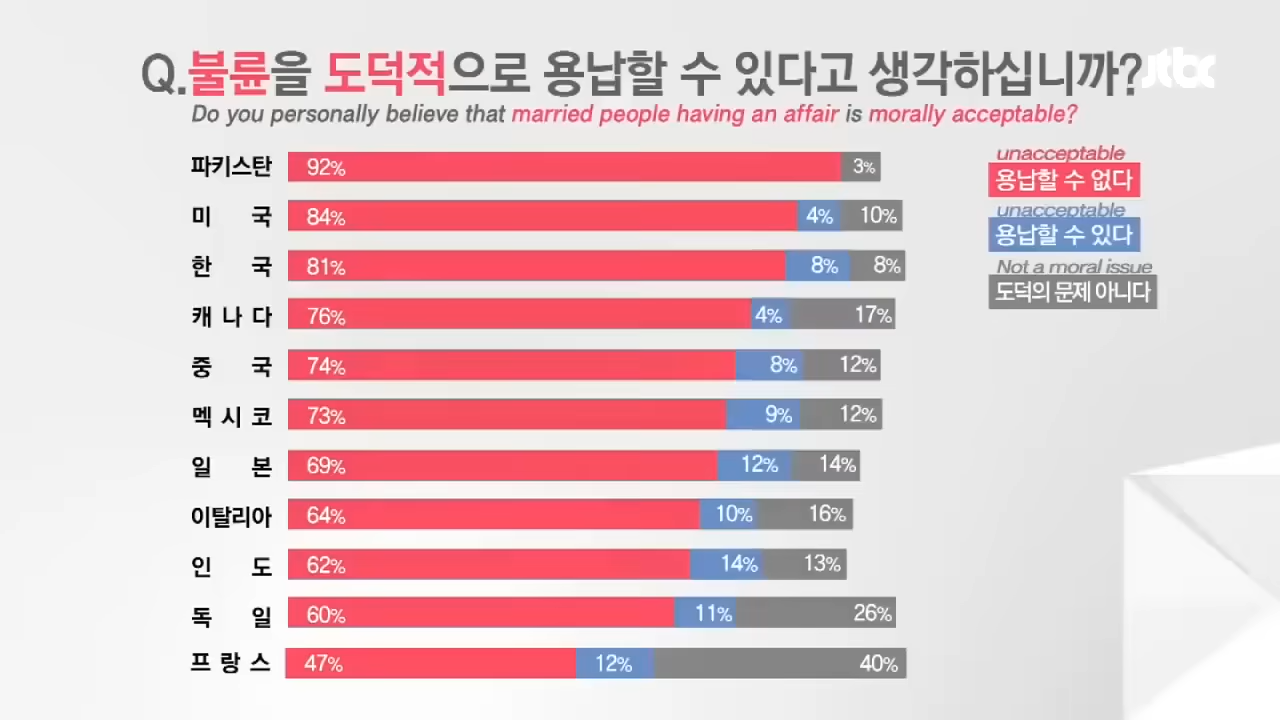 Q.불륜을 도덕적으로 용납할 수 있다고 생각하십니까?
jtbc
Do you personally believe that married people having an affair is morally acceptable?
unacceptable
용납할 수 없다
unacceptable
용납할 수 있다
Not a moral issue
도덕의 문제 아니다
파키스탄 92% 3%
미국 84% 4% 10%
한국 81% 8% 8%
캐나다 76% 4% 17%
중국 74% 8% 12%
멕시코 73% 9% 12%
일본 69% 12% 14%
이탈리아 64% 10% 16%
인도 62% 14% 13%
독일 60% 11% 26%
프랑스 47% 12% 40%